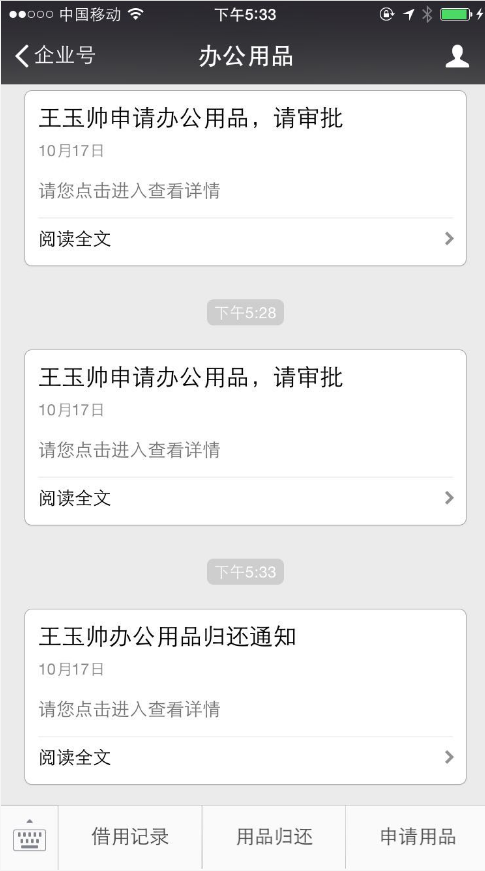 中国移动 下午5:33
企业号 办公用品
王玉帅申请办公用品，请审批
10月17日
请您点击进入查看详情
阅读全文
下午5:28
王玉帅申请办公用品，请审批
10月17日
请您点击进入查看详情
阅读全文
下午5:33
王玉帅办公用品归还通知
10月17日
请您点击进入查看详情
阅读全文
借用记录 用品归还 申请用品